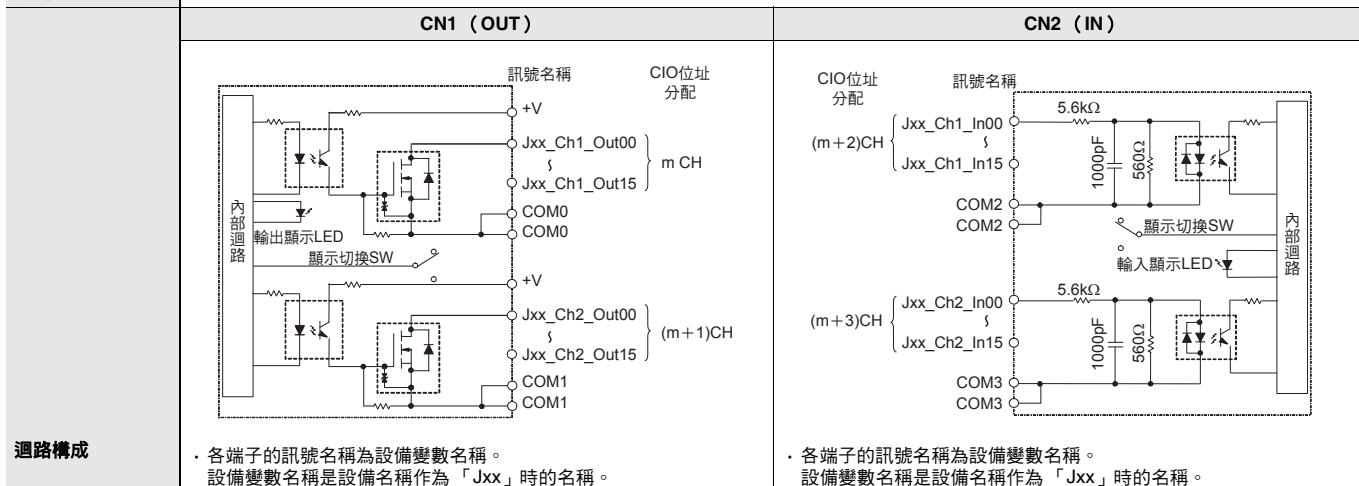 CN1 （OUT）
CN2 （IN）
訊號名稱
CIO位址
分配
+V
Jxx_Ch1_Out00
∫
Jxx_Ch1_Out15
m CH
COM0
COM0
內部迴路
輸出顯示LED
顯示切換SW
+V
Jxx_Ch2_Out00
∫
Jxx_Ch2_Out15
(m＋1)CH
COM1
COM1
CIO位址
分配
訊號名稱
5.6kΩ
Jxx_Ch1_In00
∫
(m＋2)CH
Jxx_Ch1_In15
1000pF
560Ω
COM2
COM2
顯示切換SW
輸入顯示LED
內部迴路
5.6kΩ
Jxx_Ch2_In00
∫
(m＋3)CH
Jxx_Ch2_In15
1000pF
560Ω
COM3
COM3
迴路構成
・各端子的訊號名稱為設備變數名稱。
設備變數名稱是設備名稱作為「Jxx」時的名稱。
・各端子的訊號名稱為設備變數名稱。
設備變數名稱是設備名稱作為「Jxx」時的名稱。